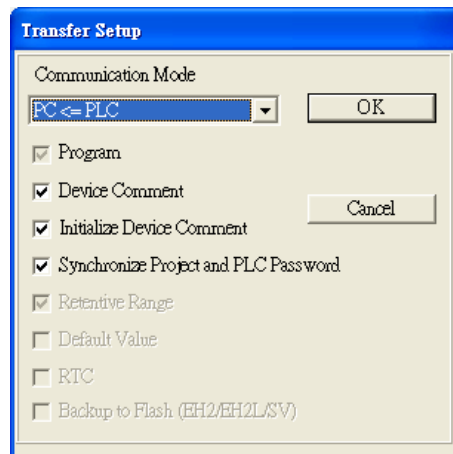 Transfer Setup
Communication Mode
PC <= PLC
OK
Program
Device Comment
Cancel
Initialize Device Comment
Synchronize Project and PLC Password
Retentive Range
Default Value
RTC
Backup to Flash (EH2/EH2L/SV)